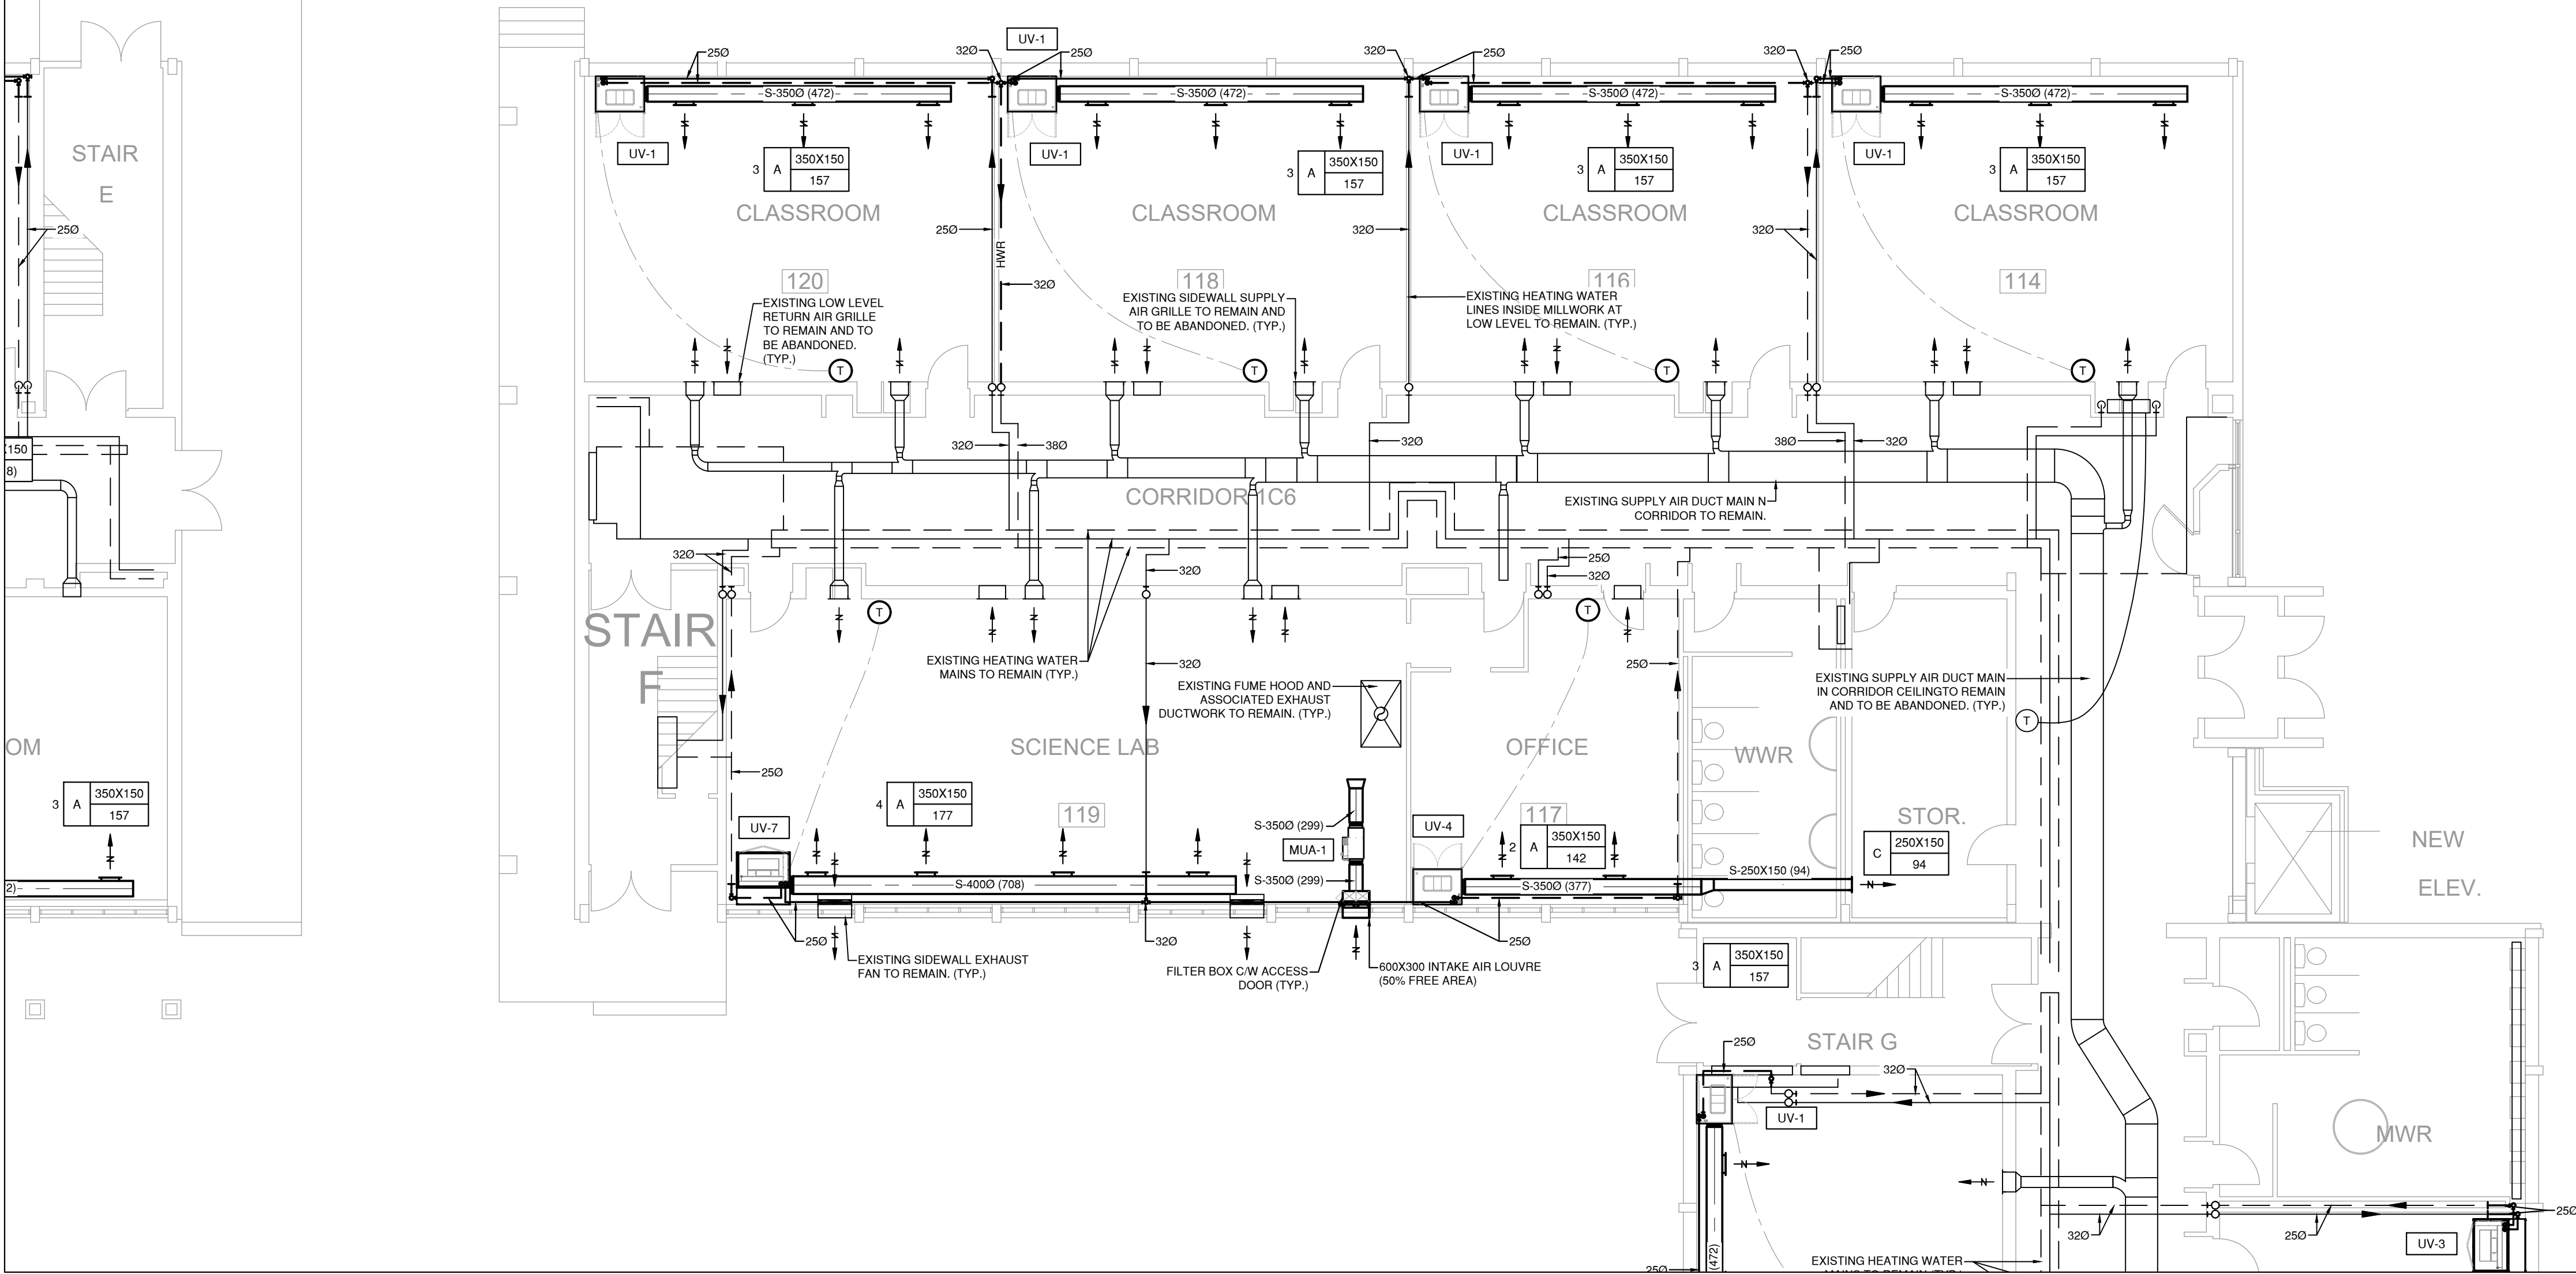 STAIR
E
25Ø
X150
8)
OM
3
A
350X150
157
2)
32Ø
UV-1
25Ø
25Ø
S-350Ø (472)
UV-1
3
A
350X150
157
CLASSROOM
120
25Ø
HWR
32Ø
EXISTING LOW LEVEL
RETURN AIR GRILLE
TO REMAIN AND TO
BE ABANDONED.
(TYP.)
T
S-350Ø (472)
UV-1
3
A
350X150
157
CLASSROOM
118
32Ø
EXISTING SIDEWALL SUPPLY
AIR GRILLE TO REMAIN AND
TO BE ABANDONED. (TYP.)
T
32Ø
25Ø
S-350Ø (472)
UV-1
3
A
350X150
157
CLASSROOM
116
32Ø
EXISTING HEATING WATER
LINES INSIDE MILLWORK AT
LOW LEVEL TO REMAIN. (TYP.)
T
32Ø
25Ø
S-350Ø (472)
UV-1
3
A
350X150
157
CLASSROOM
114
T
32Ø
38Ø
32Ø
38Ø
32Ø
CORRIDOR 1C6
EXISTING SUPPLY AIR DUCT MAIN N
CORRIDOR TO REMAIN.
32Ø
32Ø
25Ø
32Ø
STAIR
F
T
T
EXISTING HEATING WATER
MAINS TO REMAIN (TYP.)
32Ø
25Ø
EXISTING FUME HOOD AND
ASSOCIATED EXHAUST
DUCTWORK TO REMAIN. (TYP.)
EXISTING SUPPLY AIR DUCT MAIN
IN CORRIDOR CEILINGTO REMAIN
AND TO BE ABANDONED. (TYP.)
T
SCIENCE LAB
OFFICE
WWR
25Ø
4
A
350X150
177
119
117
STOR.
UV-7
S-350Ø (299)
MUA-1
S-350Ø (299)
UV-4
2
A
350X150
142
C
250X150
94
S-400Ø (708)
S-350Ø (377)
S-250X150 (94)
N
NEW
ELEV.
25Ø
32Ø
25Ø
EXISTING SIDEWALL EXHAUST
FAN TO REMAIN. (TYP.)
FILTER BOX C/W ACCESS
DOOR (TYP.)
600X300 INTAKE AIR LOUVRE
(50% FREE AREA)
3
A
350X150
157
STAIR G
25Ø
32Ø
UV-1
N
N
MWR
(472)
25Ø
32Ø
25Ø
25Ø
UV-3
EXISTING HEATING WATER
MAINS TO REMAIN (TYP.)